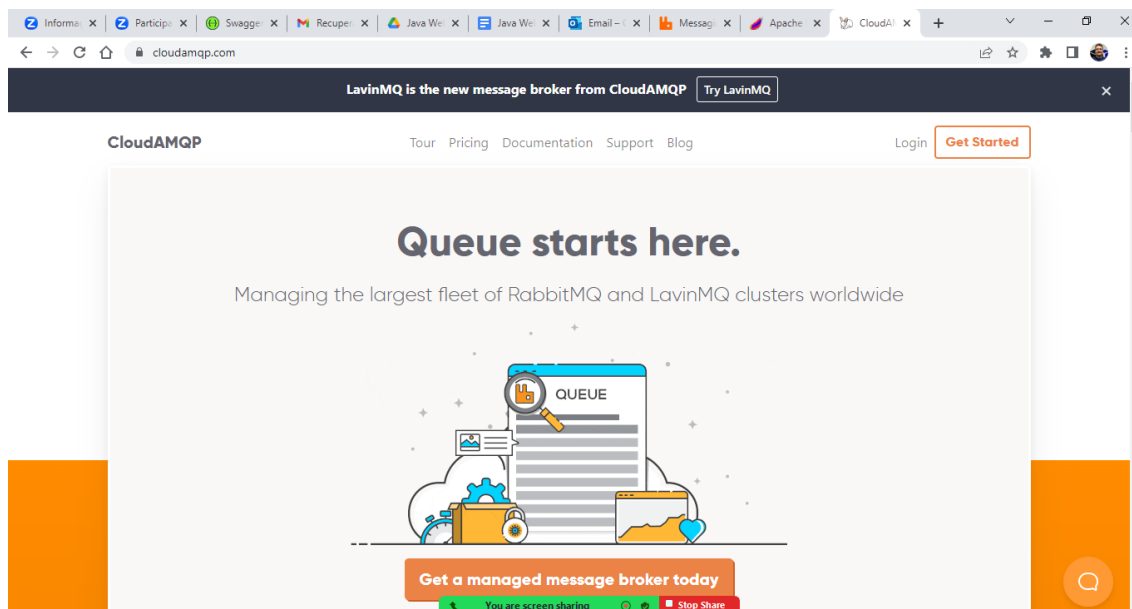 Informa
Participa
Swagger
Recuper
Java We
Java We
Email –
Messagi
Apache
CloudA
cloudamqp.com
LavinMQ is the new message broker from CloudAMQP Try LavinMQ
CloudAMQP Tour Pricing Documentation Support Blog Login Get Started
Queue starts here.
Managing the largest fleet of RabbitMQ and LavinMQ clusters worldwide
QUEUE
Get a managed message broker today
You are screen sharing Stop Share